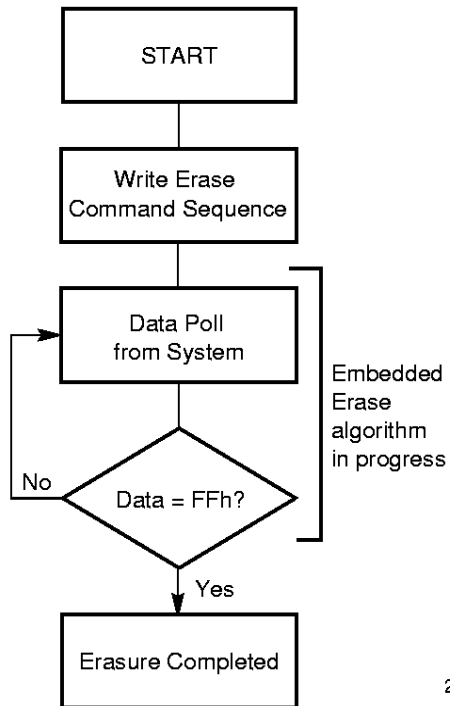 START
Write Erase
Command Sequence
Data Poll
from System
Embedded
Erase
algorithm
in progress
No
Data = FFh?
Yes
Erasure Completed
2